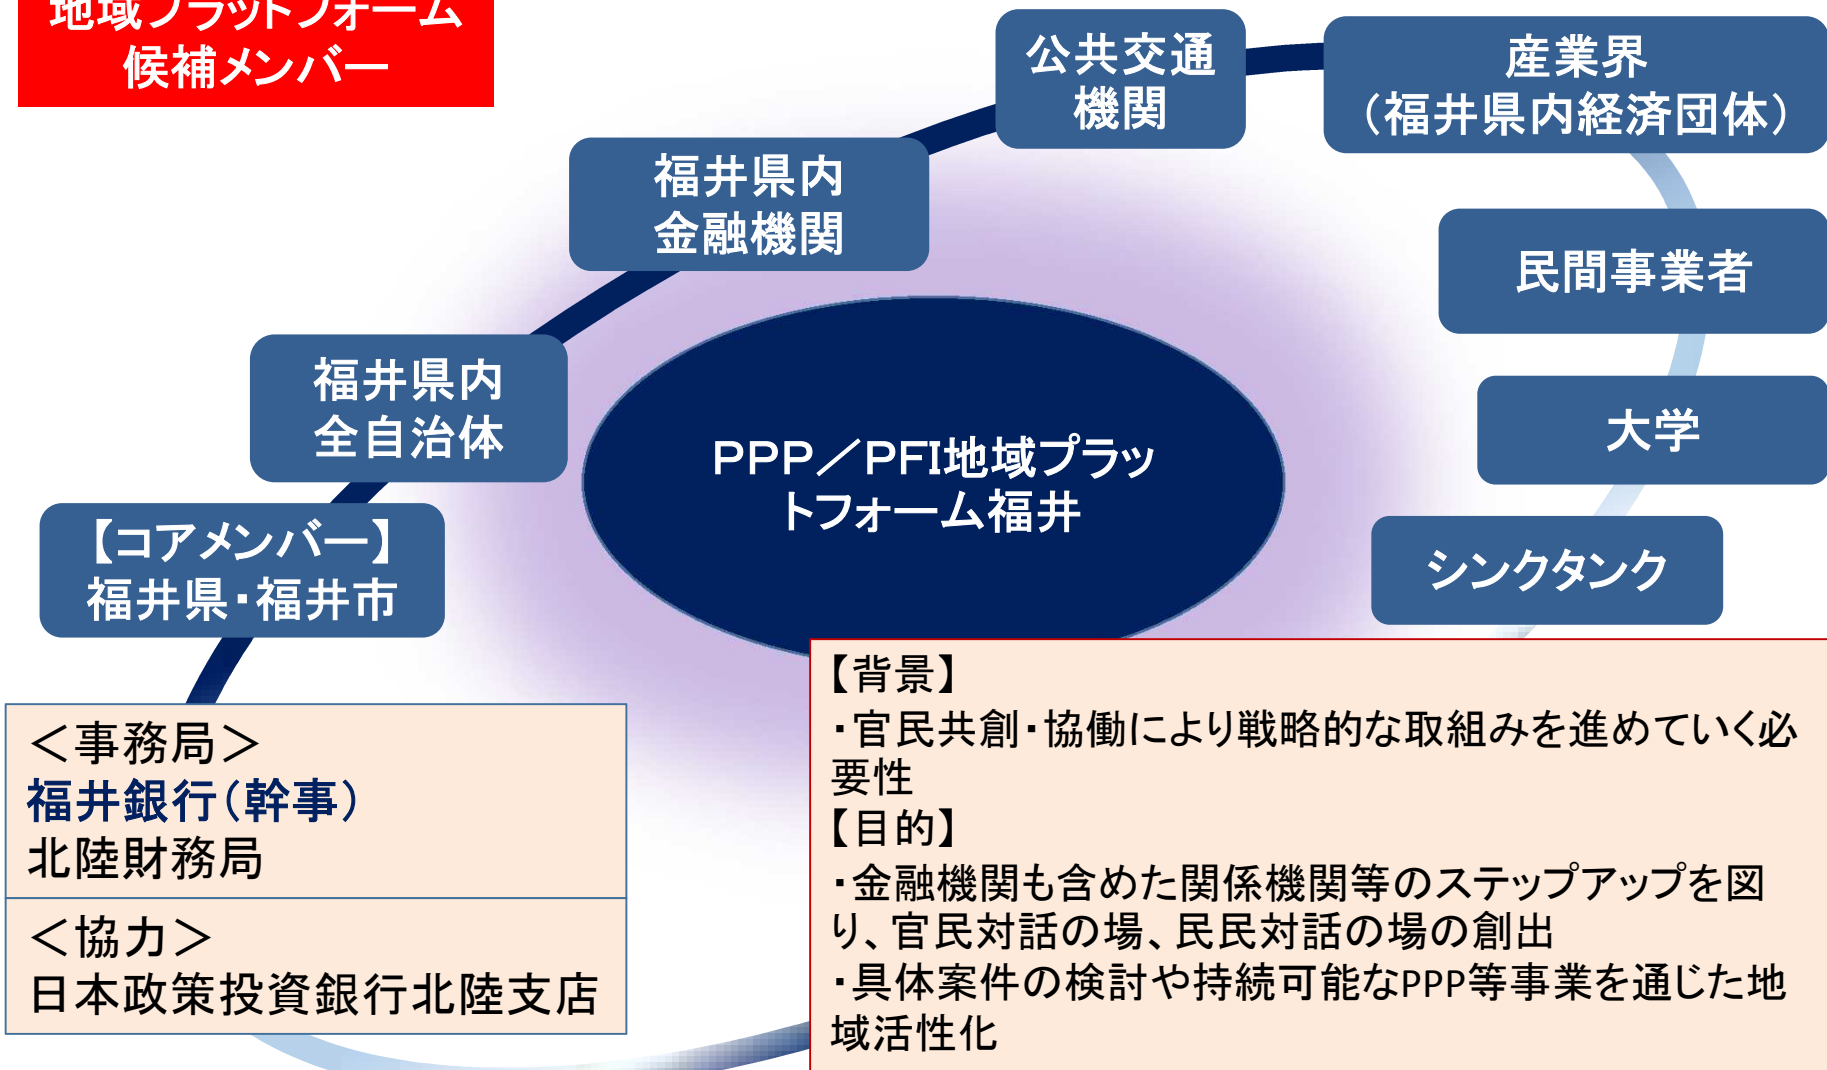 地域プラットフォーム
候補メンバー
公共交通
機関
産業界
（福井県内経済団体）
福井県内
金融機関
民間事業者
福井県内
全自治体
大学
PPP／PFI地域プラッ
トフォーム福井
【コアメンバー】
福井県・福井市
シンクタンク
＜事務局＞
福井銀行（幹事）
北陸財務局
＜協力＞
日本政策投資銀行北陸支店
【背景】
・官民共創・協働により戦略的な取組みを進めていく必
要性
【目的】
・金融機関も含めた関係機関等のステップアップを図
り、官民対話の場、民民対話の場の創出
・具体案件の検討や持続可能なPPP等事業を通じた地
域活性化